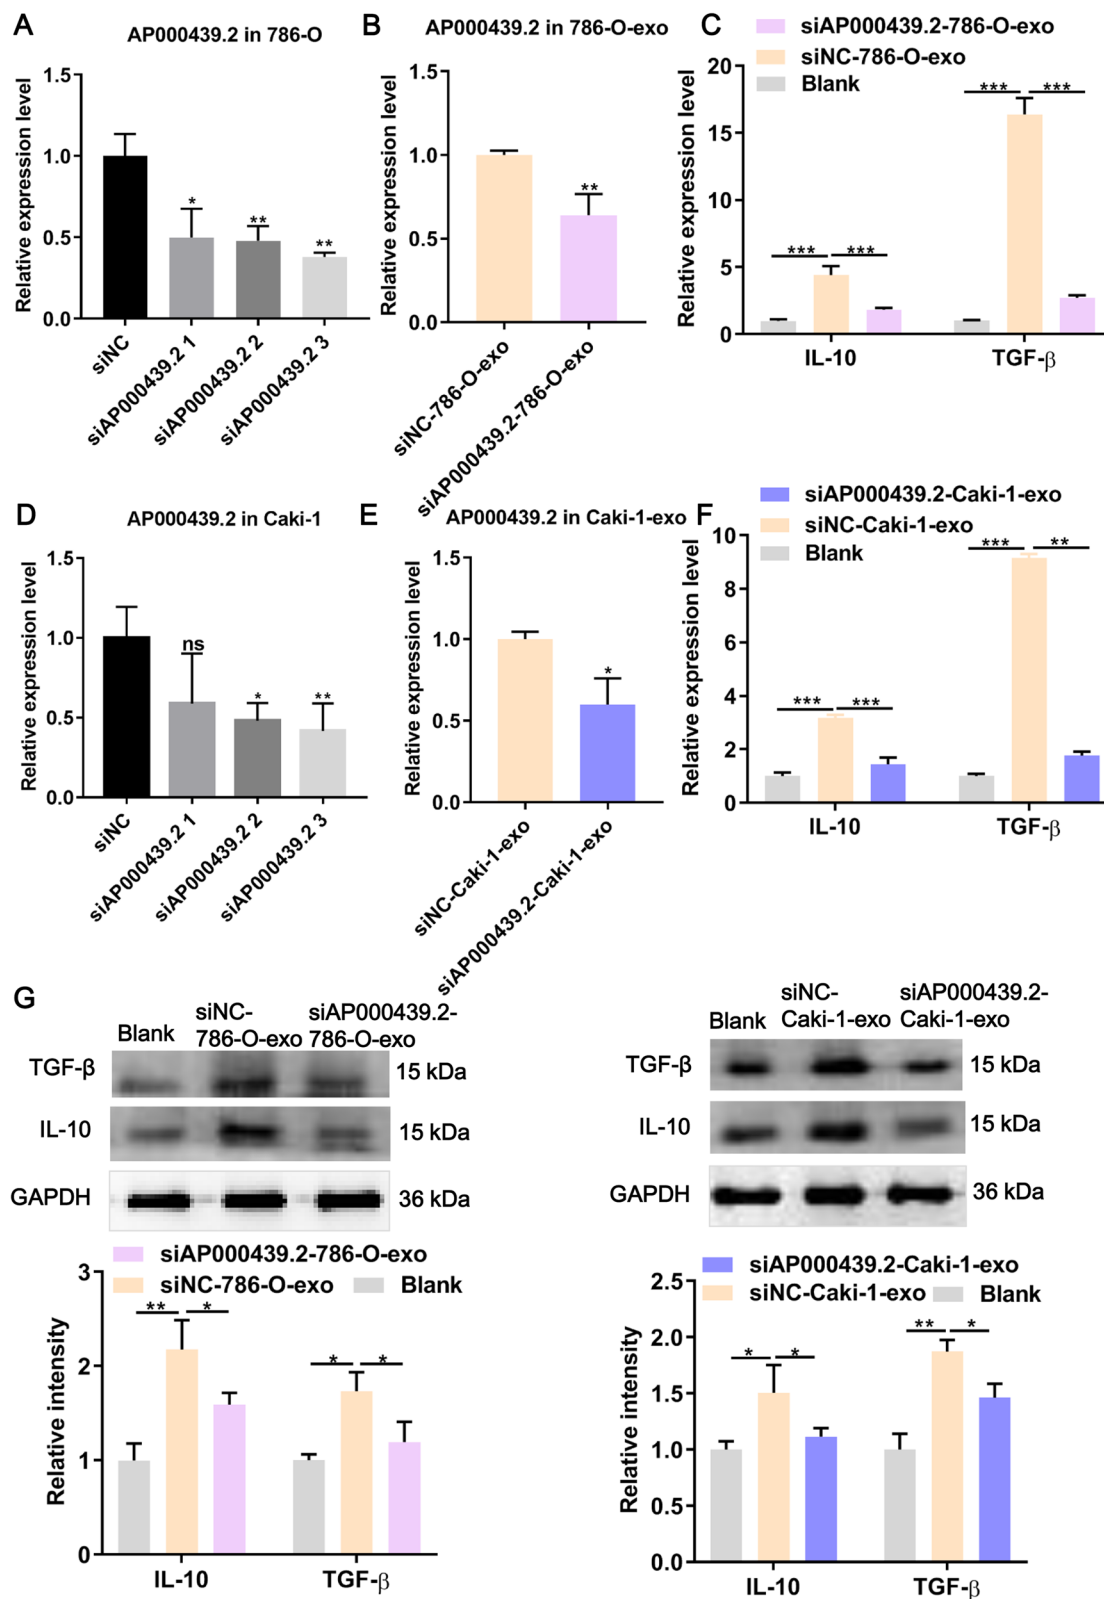 A
AP000439.2 in 786-O
Relative expression level
1.5
1.0
0.5
0.0
*
**
**
siNC
siAP000439.2 1
siAP000439.2 2
siAP000439.2 3
B
AP000439.2 in 786-O-exo
Relative expression level
1.5
1.0
0.5
0.0
**
siNC-786-O-exo
siAP000439.2-786-O-exo
C
siAP000439.2-786-O-exo
siNC-786-O-exo
Blank
Relative expression level
20
15
10
5
0
*** ***
*** ***
IL-10
TGF-β
D
AP000439.2 in Caki-1
Relative expression level
1.5
1.0
0.5
0.0
ns
*
**
siNC
siAP000439.2 1
siAP000439.2 2
siAP000439.2 3
E
AP000439.2 in Caki-1-exo
Relative expression level
1.5
1.0
0.5
0.0
*
siNC-Caki-1-exo
siAP000439.2-Caki-1-exo
F
siAP000439.2-Caki-1-exo
siNC-Caki-1-exo
Blank
Relative expression level
10
8
6
4
2
0
*** ***
*** **
IL-10
TGF-β
G
Blank
siNC-
786-O-exo
siAP000439.2-
786-O-exo
TGF-β
15 kDa
IL-10
15 kDa
GAPDH
36 kDa
siAP000439.2-786-O-exo
siNC-786-O-exo
Blank
Relative intensity
3
2
1
0
** *
* *
IL-10
TGF-β
Blank
siNC-
Caki-1-exo
siAP000439.2-
Caki-1-exo
TGF-β
15 kDa
IL-10
15 kDa
GAPDH
36 kDa
siAP000439.2-Caki-1-exo
siNC-Caki-1-exo
Blank
Relative intensity
2.5
2.0
1.5
1.0
0.5
0.0
* *
** *
IL-10
TGF-β